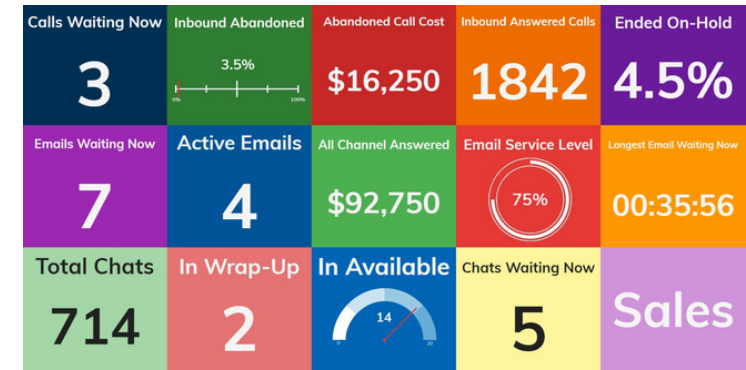 Calls Waiting Now
3
Inbound Abandoned
3.5%
0%
100%
Abandoned Call Cost
$16,250
Inbound Answered Calls
1842
Ended On-Hold
4.5%
Emails Waiting Now
7
Active Emails
4
All Channel Answered
$92,750
Email Service Level
75%
Longest Email Waiting Now
00:35:56
Total Chats
714
In Wrap-Up
2
In Available
14
0
20
Chats Waiting Now
5
Sales